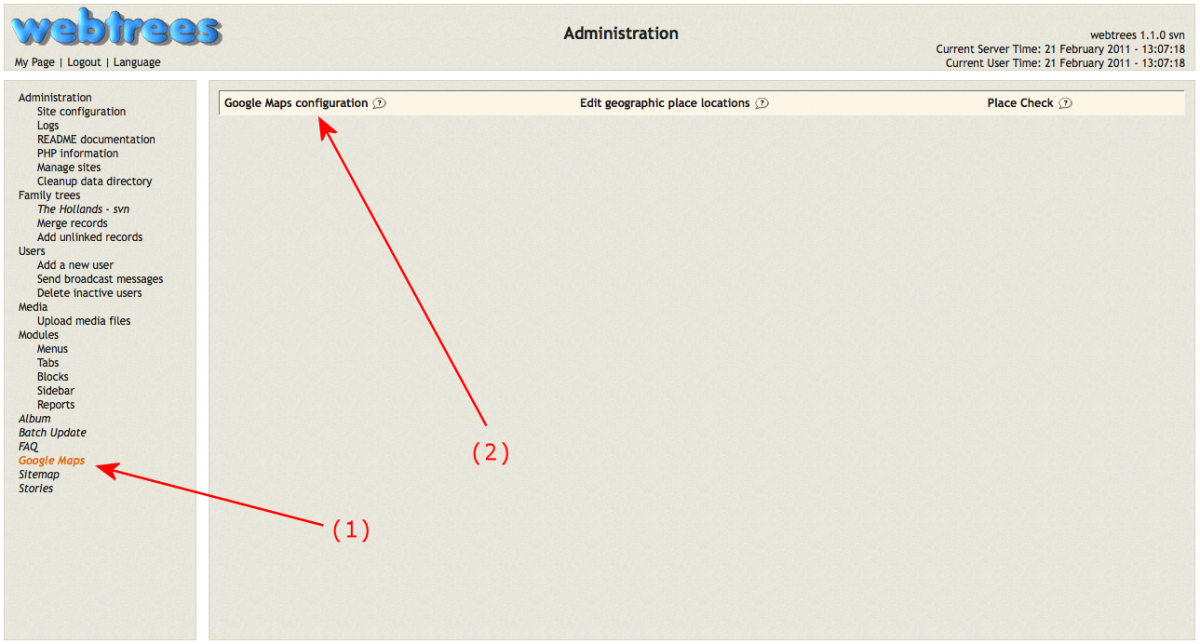 webtrees
Administration
webtrees 1.1.0 svn
Current Server Time: 21 February 2011 - 13:07:18
My Page | Logout | Language
Current User Time: 21 February 2011 - 13:07:18
Administration
Site configuration
Logs
README documentation
PHP information
Manage sites
Cleanup data directory
Family trees
The Hollands - svn
Merge records
Add unlinked records
Users
Add a new user
Send broadcast messages
Delete inactive users
Media
Upload media files
Modules
Menus
Tabs
Blocks
Sidebar
Reports
Album
Batch Update
FAQ
Google Maps
Sitemap
Stories
Google Maps configuration ?
Edit geographic place locations ?
Place Check ?
(2)
(1)